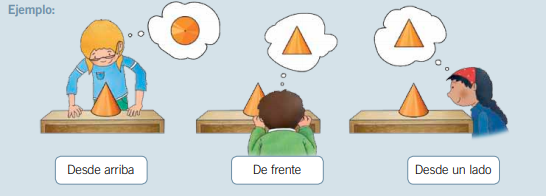 Ejemplo:
Desde arriba
De frente
Desde un lado